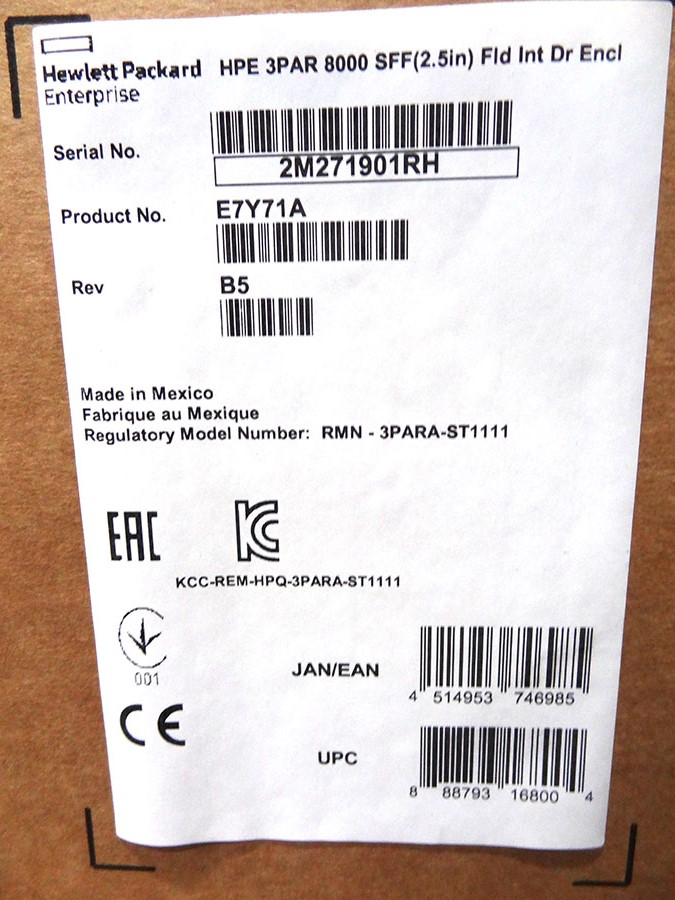 Hewlett Packard
Enterprise
HPE 3PAR 8000 SFF(2.5in) Fld Int Dr Encl
Serial No.
2M271901RH
Product No.
E7Y71A
Rev
B5
Made in Mexico
Fabrique au Mexique
Regulatory Model Number: RMN - 3PARA-ST1111
EAC
KC
KCC-REM-HPQ-3PARA-ST1111
001
CE
JAN/EAN
4 514953 746985
UPC
8 88793 16800 4